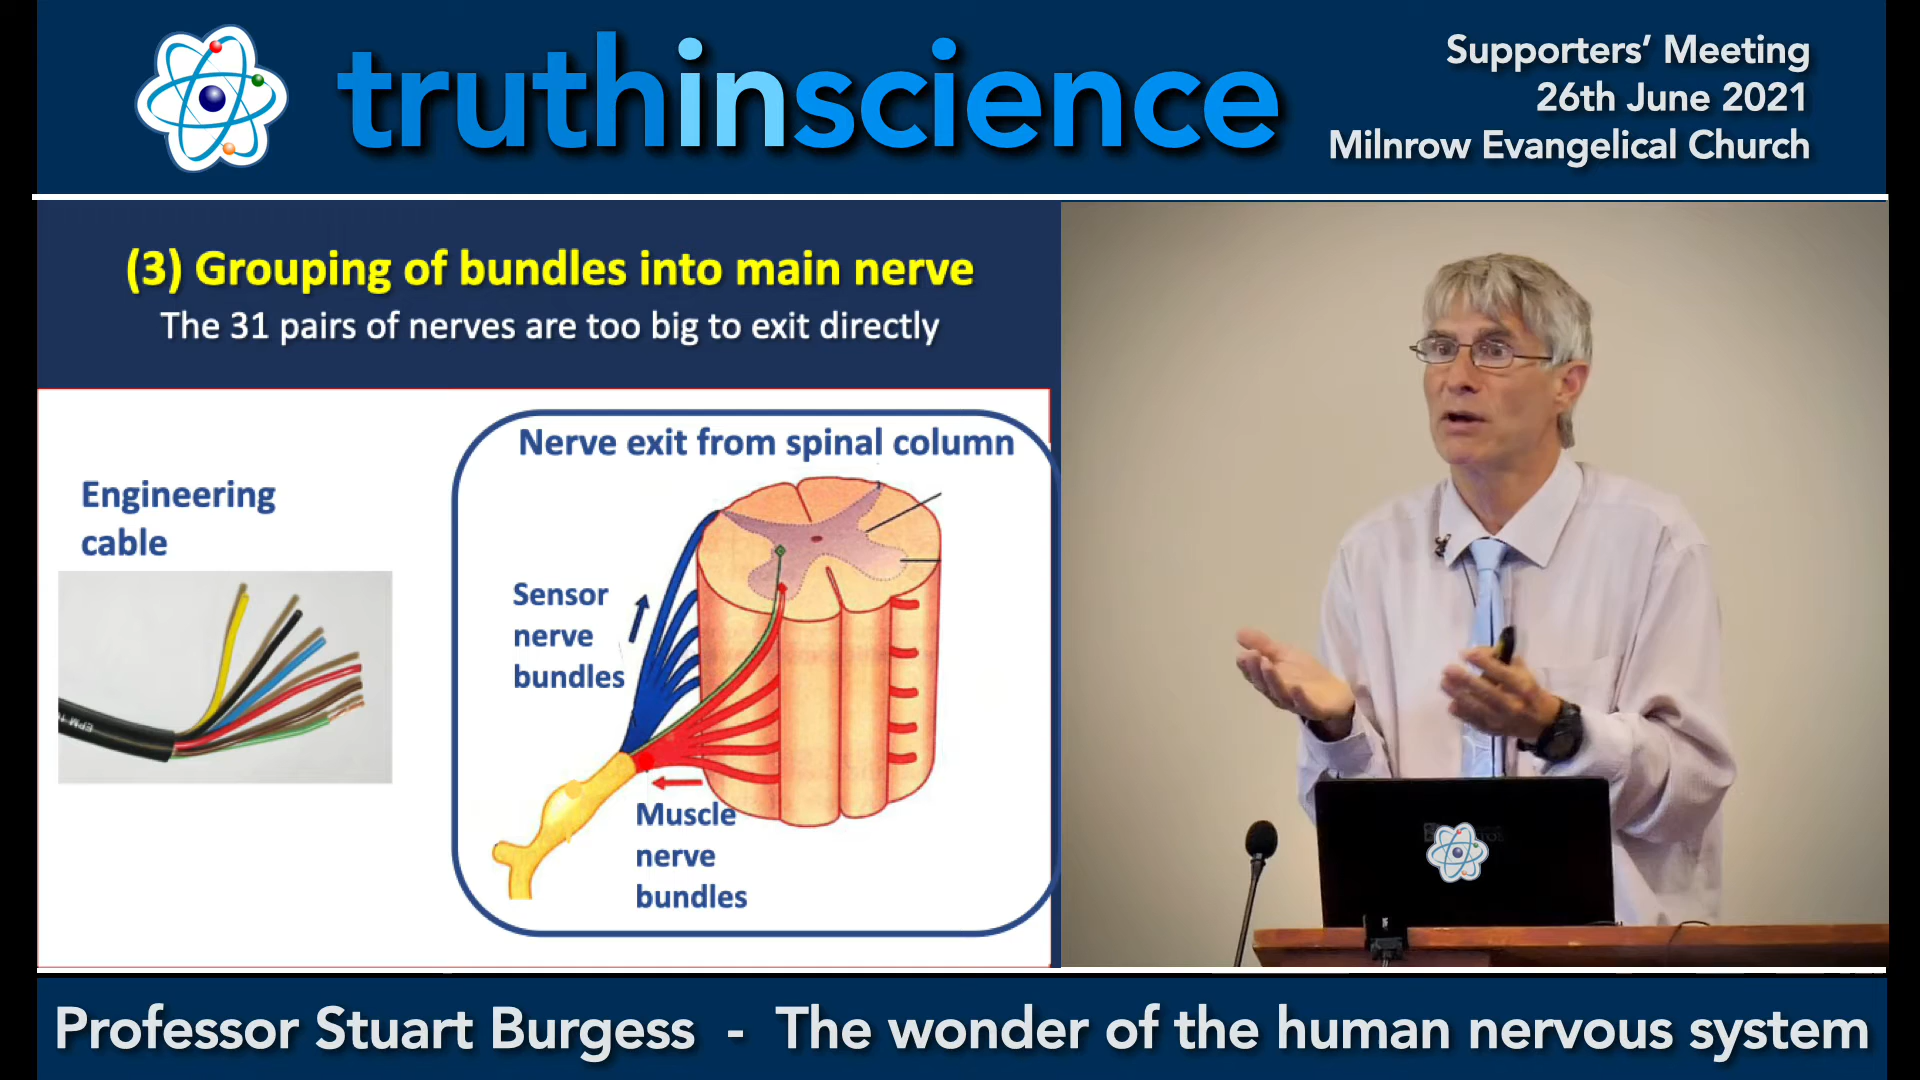 truthinscience
Supporters' Meeting
26th June 2021
Milnrow Evangelical Church
(3) Grouping of bundles into main nerve
The 31 pairs of nerves are too big to exit directly
Engineering
cable
Nerve exit from spinal column
Sensor
nerve
bundles
Muscle
nerve
bundles
Professor Stuart Burgess - The wonder of the human nervous system